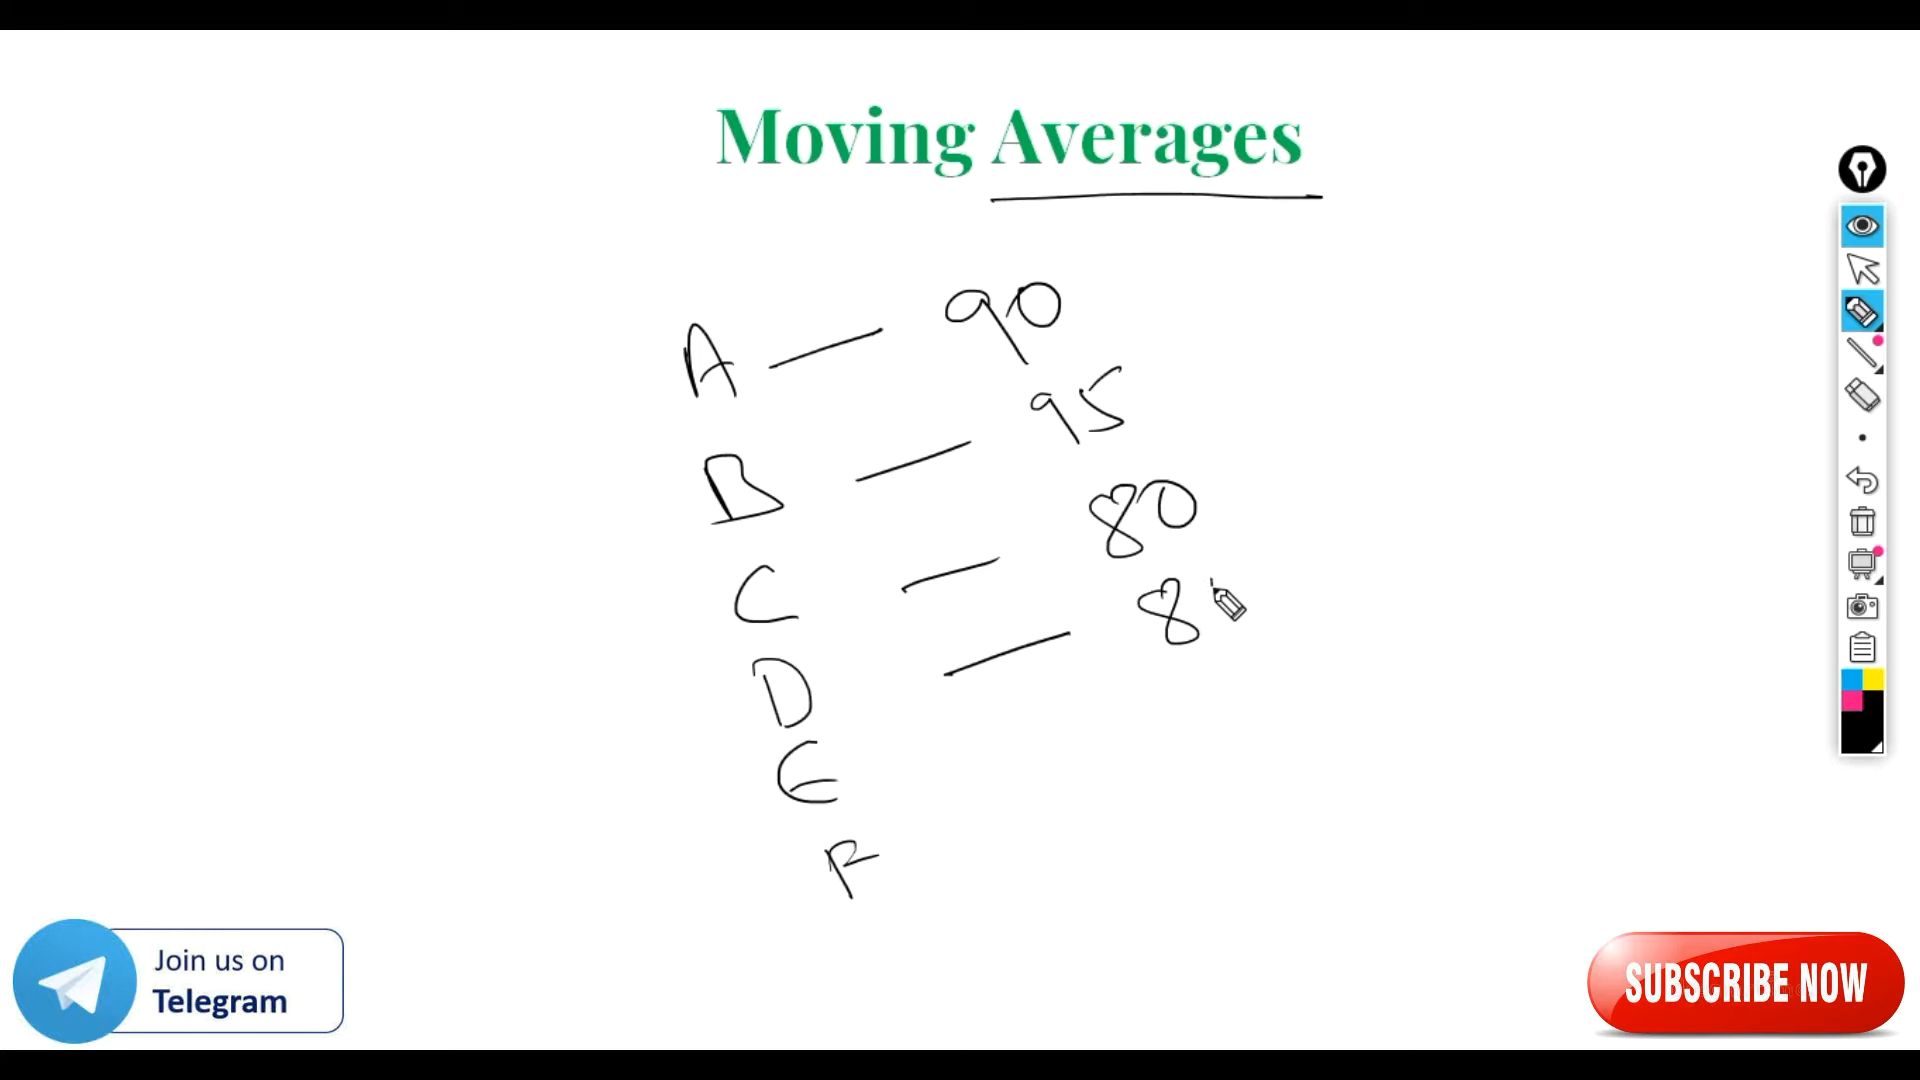 Moving Averages
A — 90
B — 95
C — 80
D — 8
E
F
Join us on
Telegram
SUBSCRIBE NOW